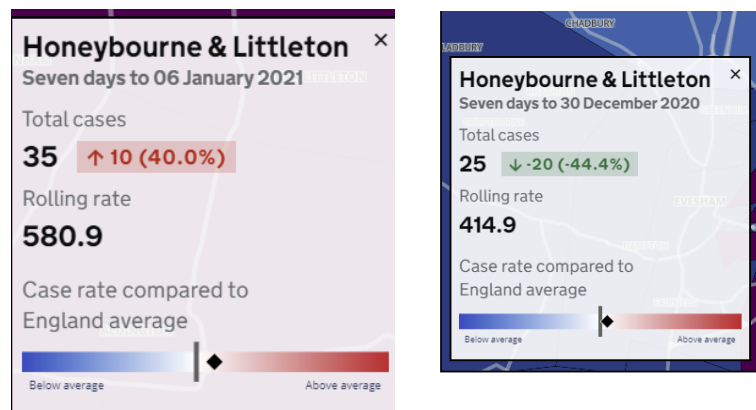 Honeybourne & Littleton ×
Seven days to 06 January 2021
LITTLETON
Total cases
35 ↑ 10 (40.0%)
Rolling rate
580.9
Case rate compared to
England average
Below average Above average
CHADBURY
LADBURY
Honeybourne & Littleton ×
Seven days to 30 December 2020
Total cases
25 ↓ -20 (-44.4%)
Rolling rate
414.9
EVESHAM
HAMPTON
Case rate compared to
England average
Below average Above average